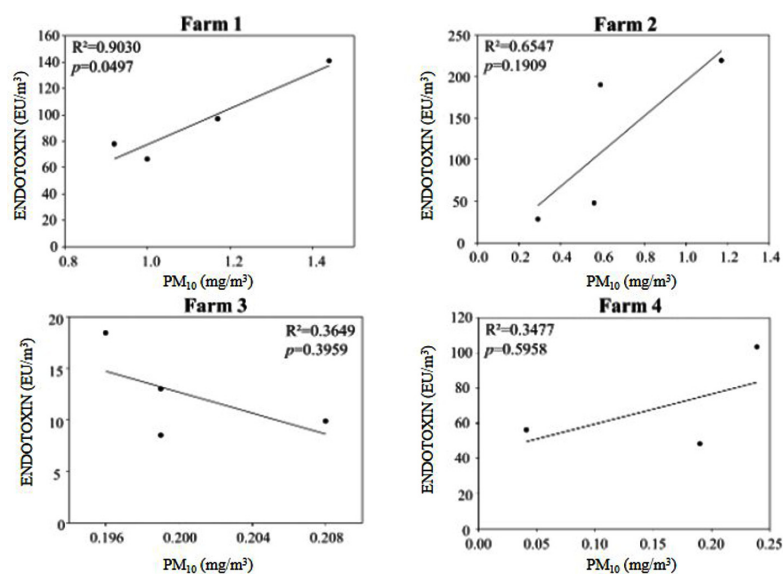 Farm 1
R²=0.9030
p=0.0497
ENDOTOXIN (EU/m³)
160
140
120
100
80
60
40
20
0
0.8 1.0 1.2 1.4
PM₁₀ (mg/m³)
Farm 2
R²=0.6547
p=0.1909
ENDOTOXIN (EU/m³)
250
200
150
100
50
0
0.0 0.2 0.4 0.6 0.8 1.0 1.2 1.4
PM₁₀ (mg/m³)
Farm 3
R²=0.3649
p=0.3959
ENDOTOXIN (EU/m³)
20
15
10
5
0
0.196 0.200 0.204 0.208
PM₁₀ (mg/m³)
Farm 4
R²=0.3477
p=0.5958
ENDOTOXIN (EU/m³)
120
100
80
60
40
20
0
0.00 0.05 0.10 0.15 0.20 0.25
PM₁₀ (mg/m³)